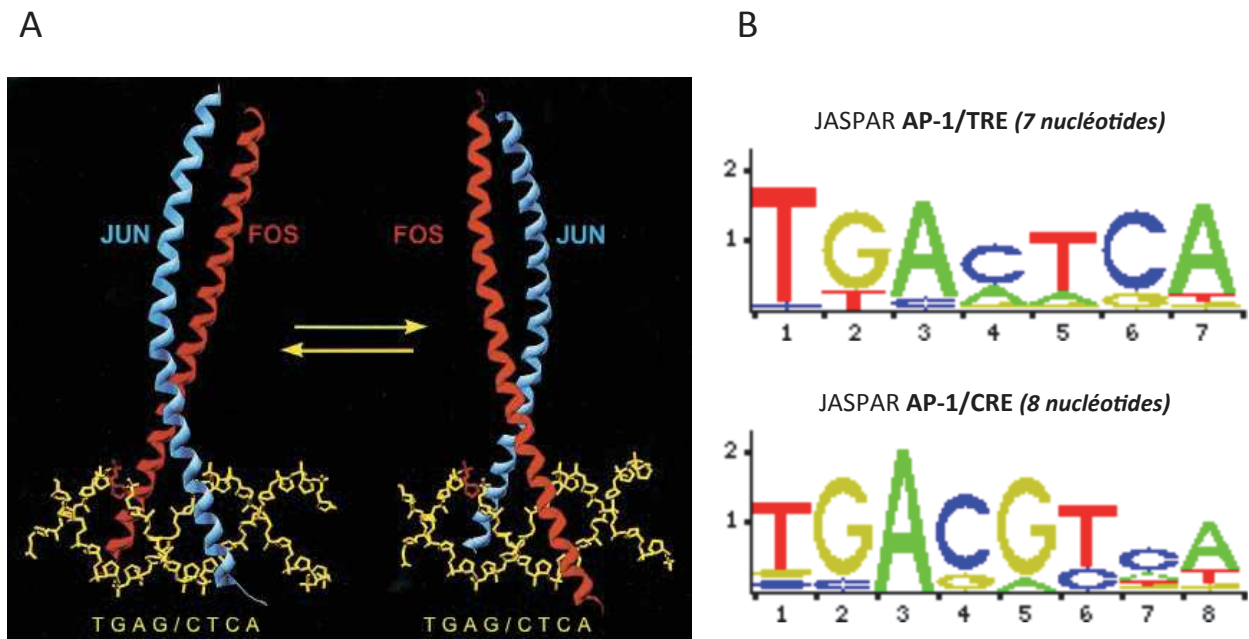 A
JUN
FOS
FOS
JUN
TGAG/CTCA
TGAG/CTCA
B
JASPAR AP-1/TRE (7 nucléotides)
2
1
TGACTCA
1 2 3 4 5 6 7
JASPAR AP-1/CRE (8 nucléotides)
2
1
TGACGTCA
1 2 3 4 5 6 7 8